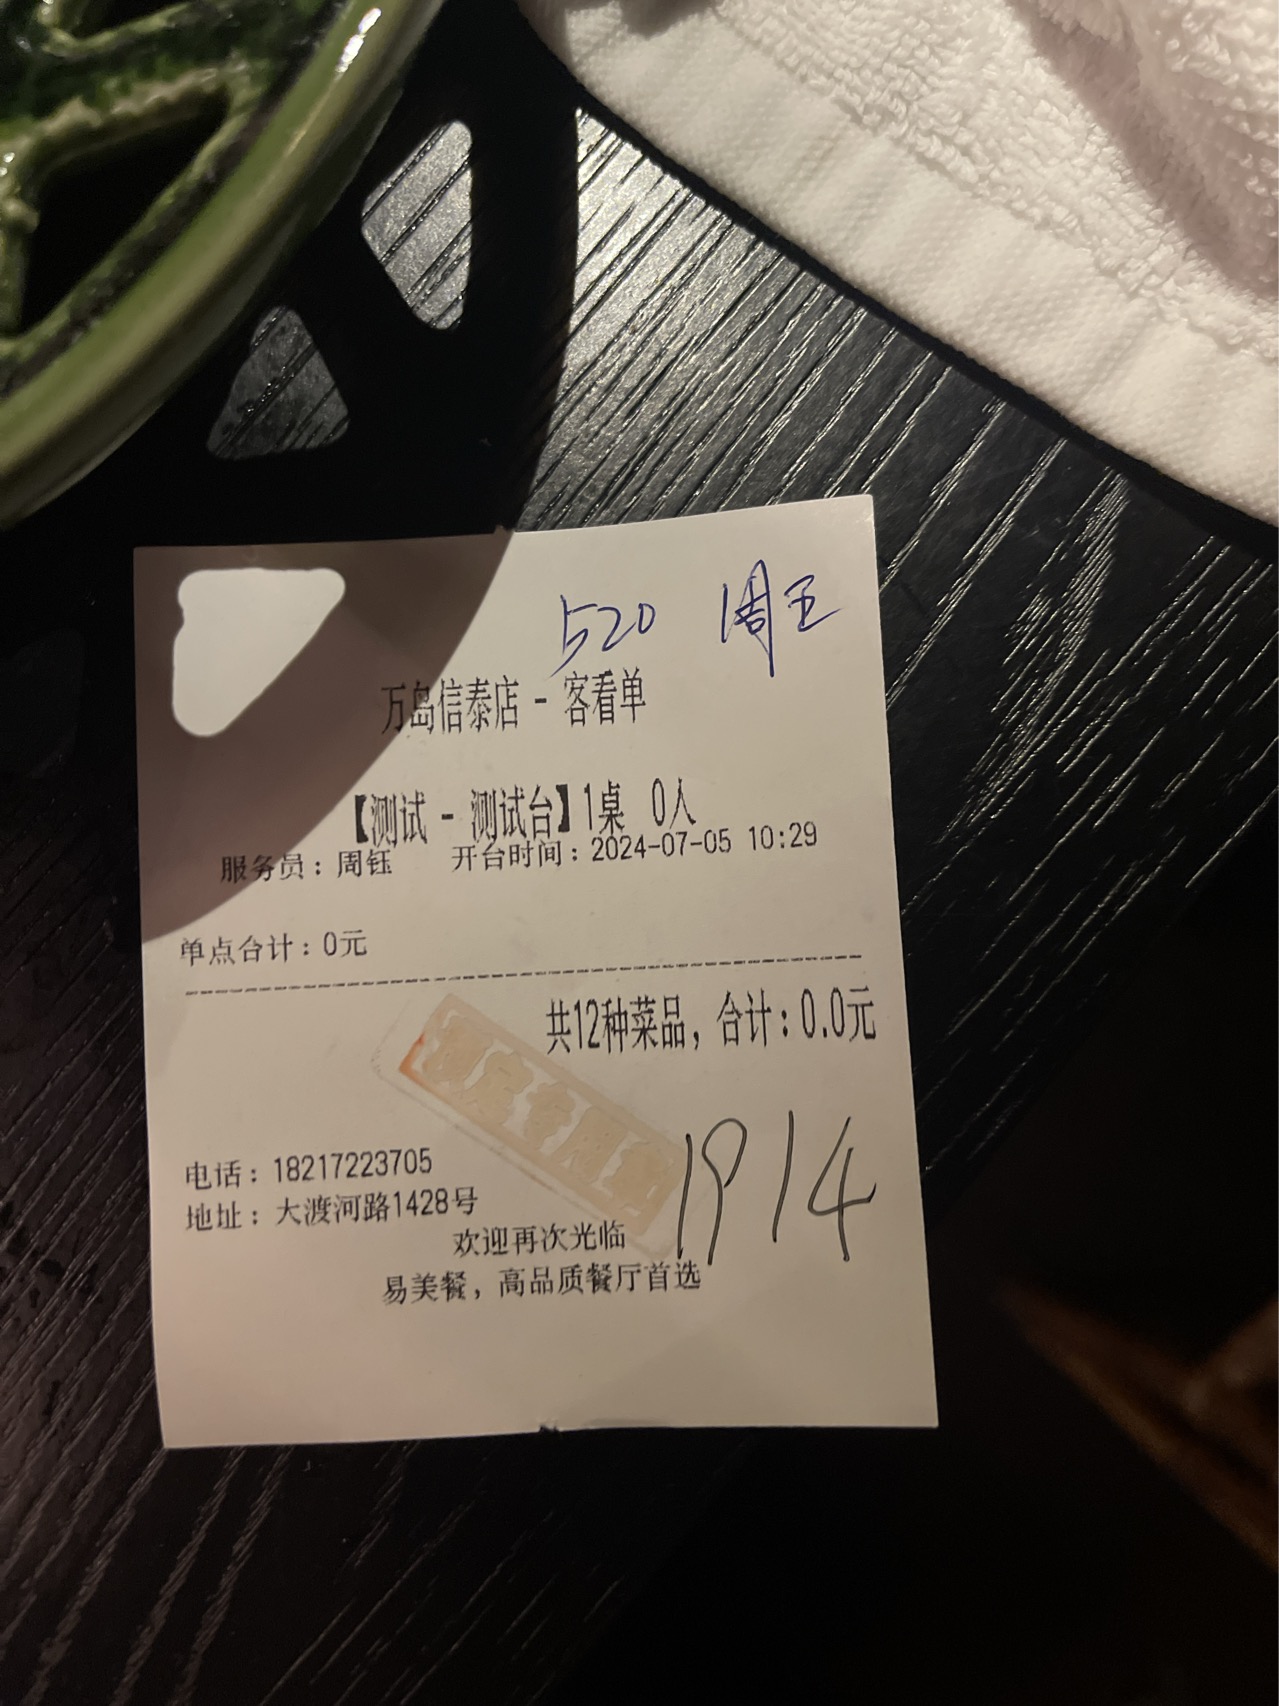 520 周五
万岛信泰店 - 客看单
【测试 - 测试台】1桌 0人
服务员：周钰 开台时间：2024-07-05 10:29
单点台计：0元
共12种菜品，合计：0.0元
1914
电话：18217223705
地址：大渡河路1428号
欢迎再次光临
易美餐，高品质餐厅首选